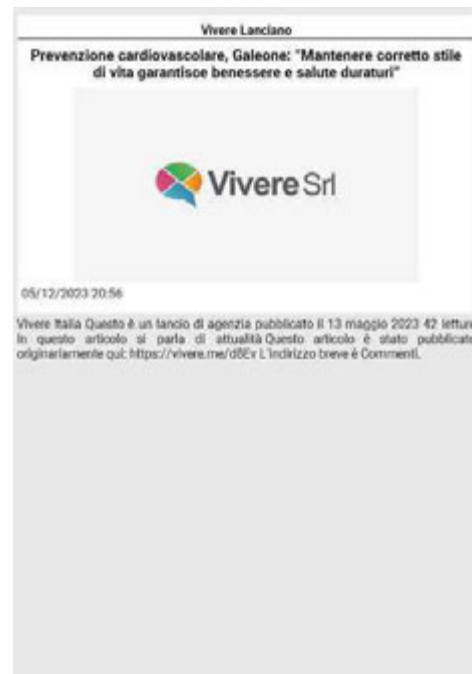 Vivere Lanciano
Prevenzione cardiovascolare, Galeone: "Mantenere corretto stile
di vita garantisce benessere e salute duraturi"
Vivere Srl
05/12/2023 20:56
Vivere Italia Questo è un lancio di agenzia pubblicato il 13 maggio 2023 42 letture
In questo articolo si parla di attualità Questo articolo è stato pubblicato
originariamente qui: https://vivere.me/d8Ev L'indirizzo breve è Commenti.